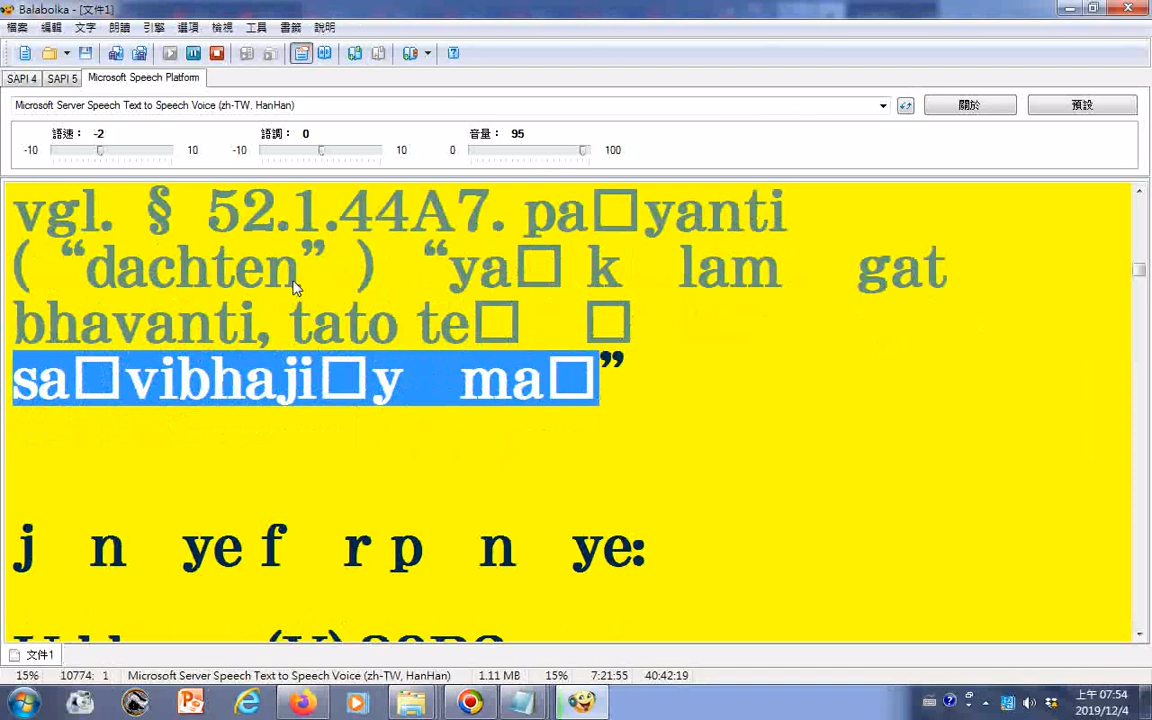 Balabolka - [文件1]
檔案 編輯 文字 朗讀 引擎 選項 檢視 工具 書籤 說明
SAPI 4 SAPI 5 Microsoft Speech Platform
Microsoft Server Speech Text to Speech Voice (zh-TW, HanHan) 關於 預設
語速： -2 語調： 0 音量： 95
-10 10 -10 10 0 100
vgl. § 52.1.44A7. pa□yanti
( “dachten” ) “ya□ k lam gat
bhavanti, tato te□ □
sa□vibhaji□y ma□”
j n ye f r p n ye:
文件1
15% 10774: 1 Microsoft Server Speech Text to Speech Voice (zh-TW, HanHan) 1.11 MB 15% 7:21:55 40:42:19
上午 07:54
2019/12/4